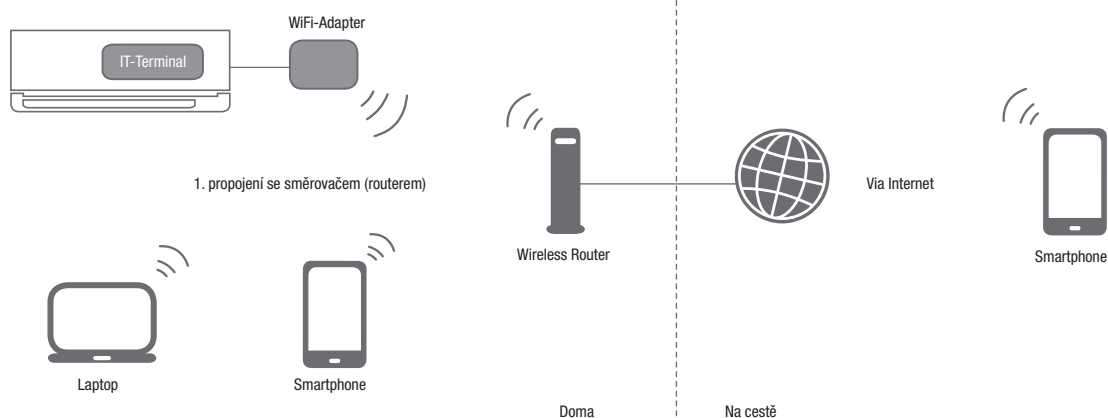 WiFi-Adapter
IT-Terminal
1. propojení se směrovačem (routerem)
Via Internet
Wireless Router
Smartphone
Laptop
Smartphone
Doma
Na cestě